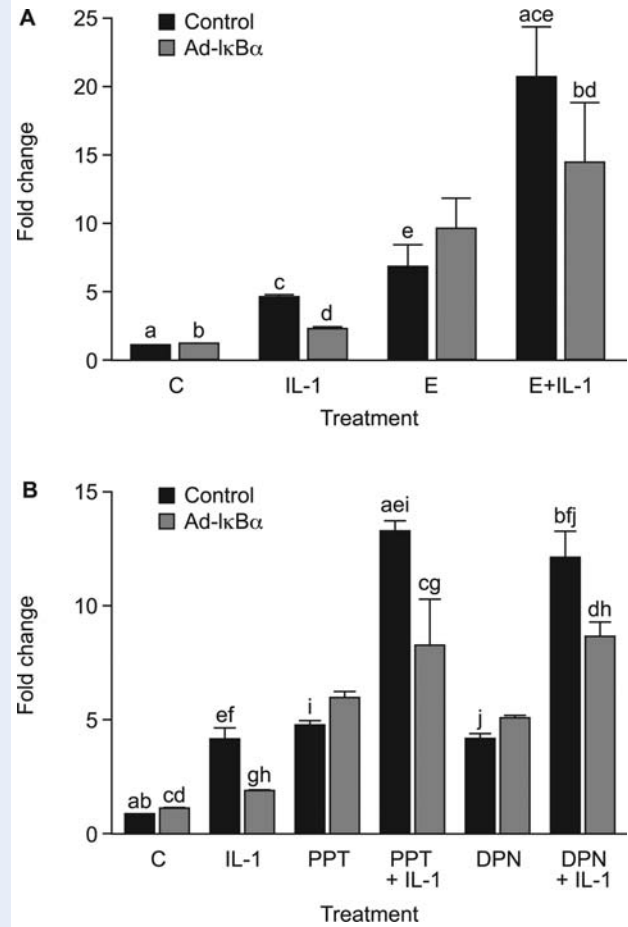 A
Control
Ad-IκBα
Fold change
25
20
15
10
5
0
a b c d e ace bd
C IL-1 E E+IL-1
Treatment
B
Control
Ad-IκBα
Fold change
15
10
5
0
ab cd ef gh i aei cg j bfj dh
C IL-1 PPT PPT + IL-1 DPN DPN + IL-1
Treatment